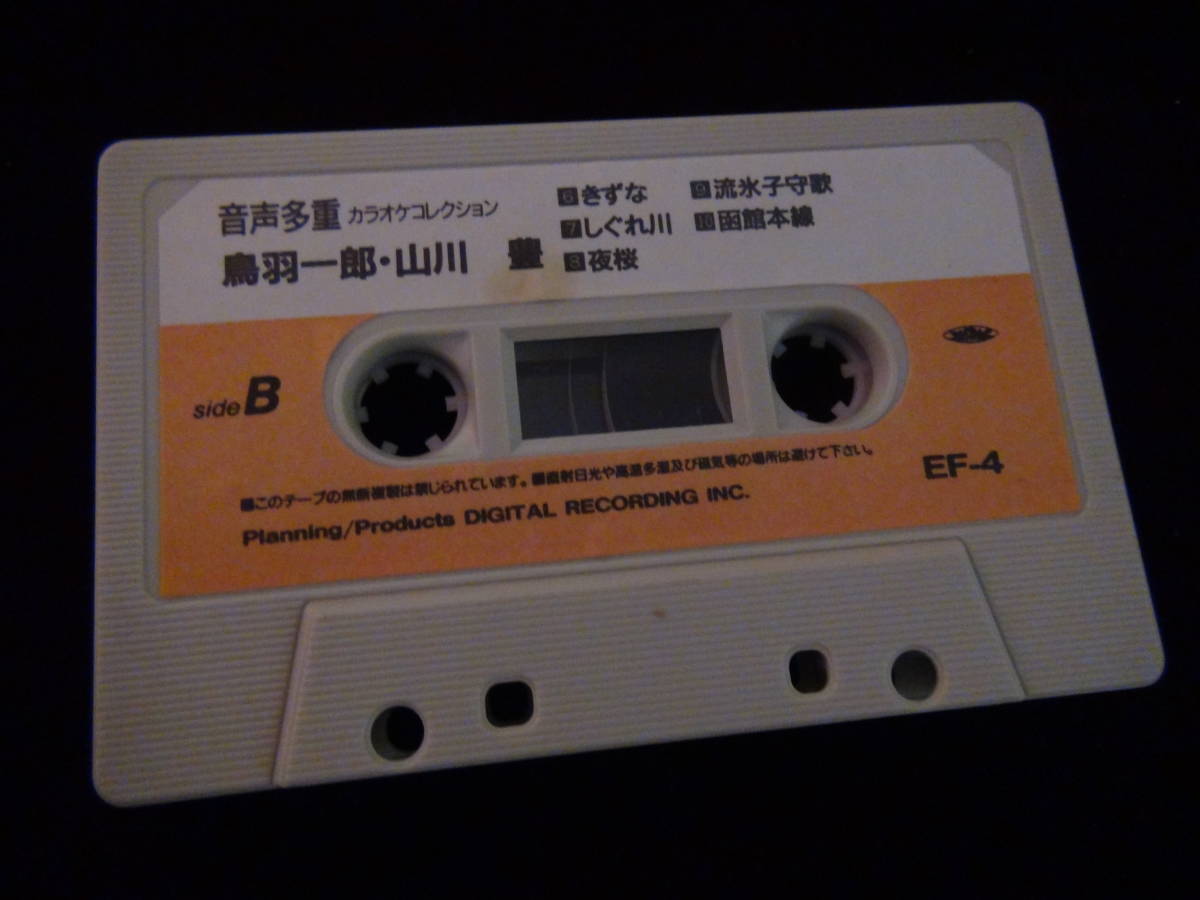 音声多重 カラオケコレクション
鳥羽一郎・山川 豊
6 きずな
7 しぐれ川
8 夜桜
9 流氷子守歌
10 函館本線
side B
■このテープの無断複製は禁じられています。■直射日光や高温多湿及び磁気等の場所は避けて下さい。
Planning/Products DIGITAL RECORDING INC.
EF-4